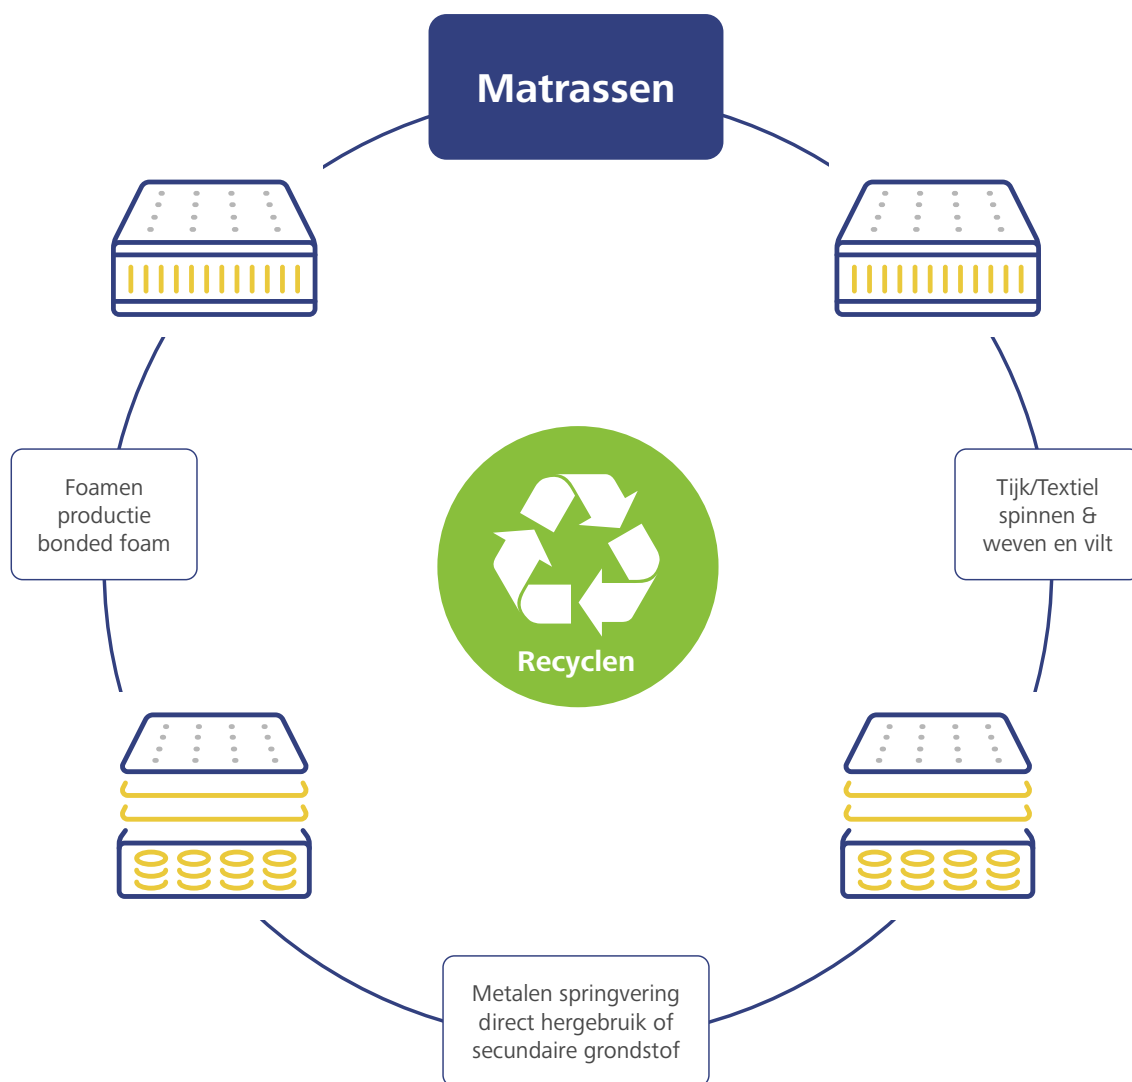 Matrassen
Foamen
productie
bonded foam
Tijk/Textiel
spinnen &
weven en vilt
Recyclen
Metalen springvering
direct hergebruik of
secundaire grondstof